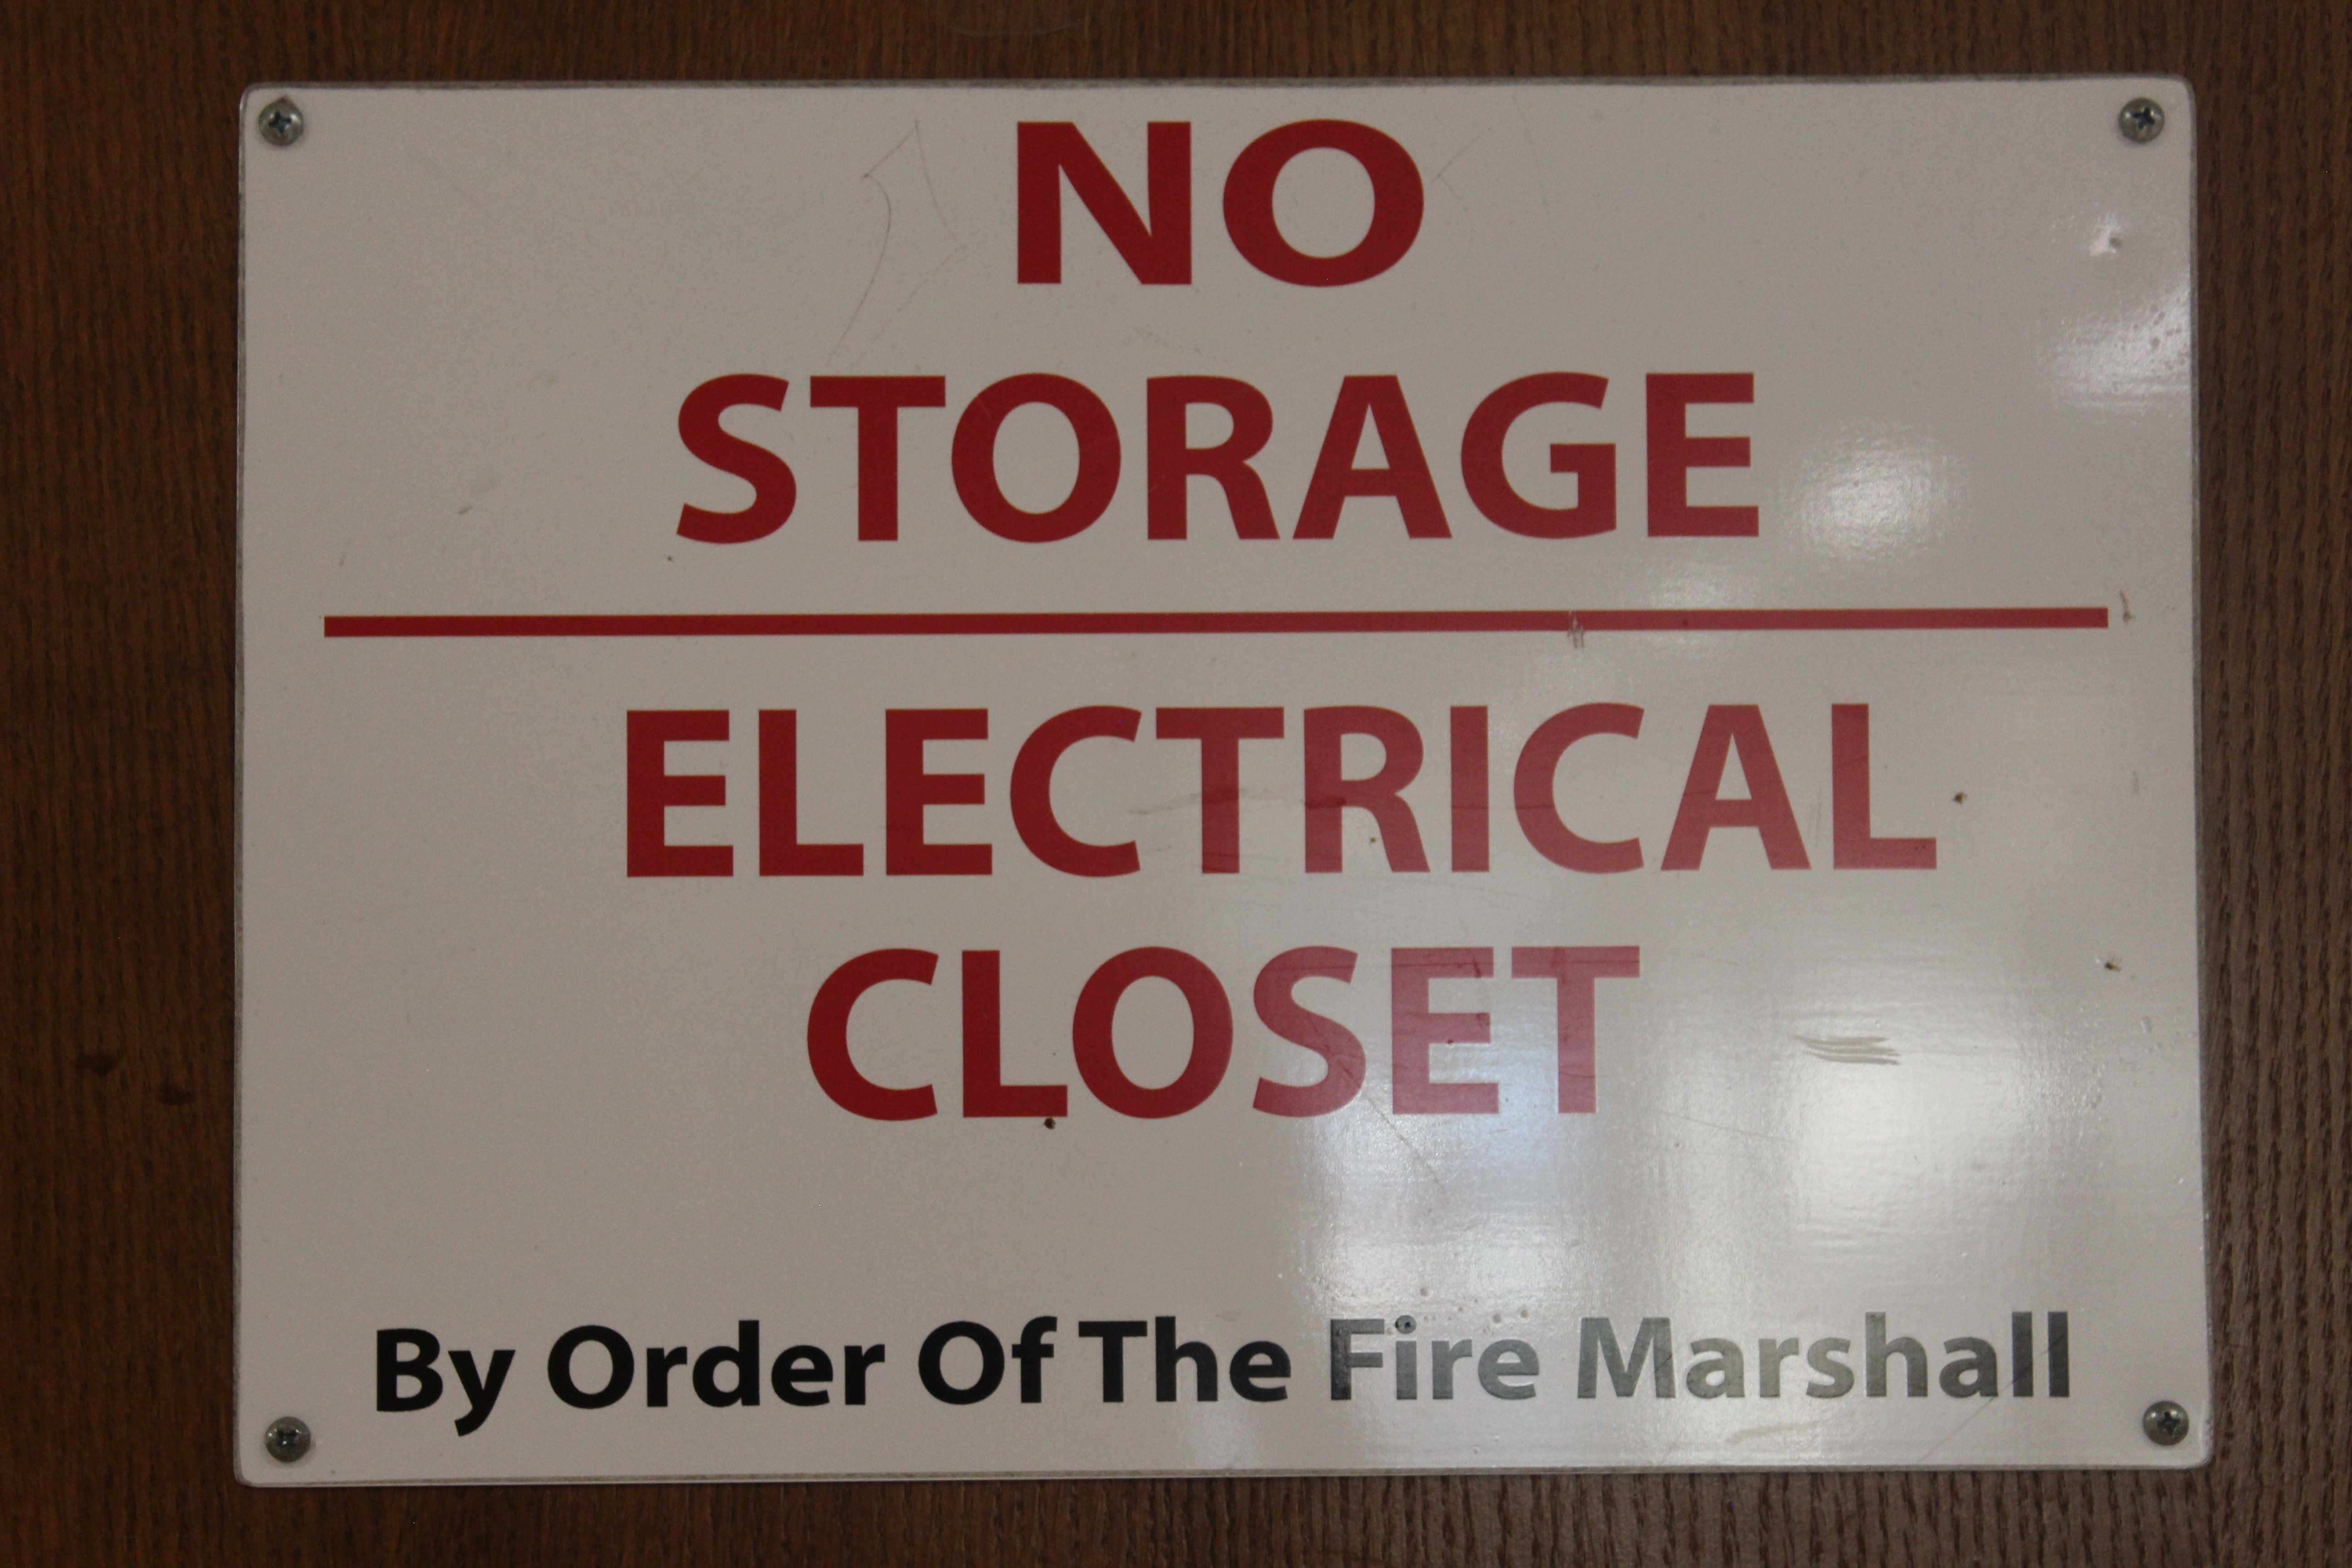 NO
STORAGE
ELECTRICAL
CLOSET
By Order Of The Fire Marshall